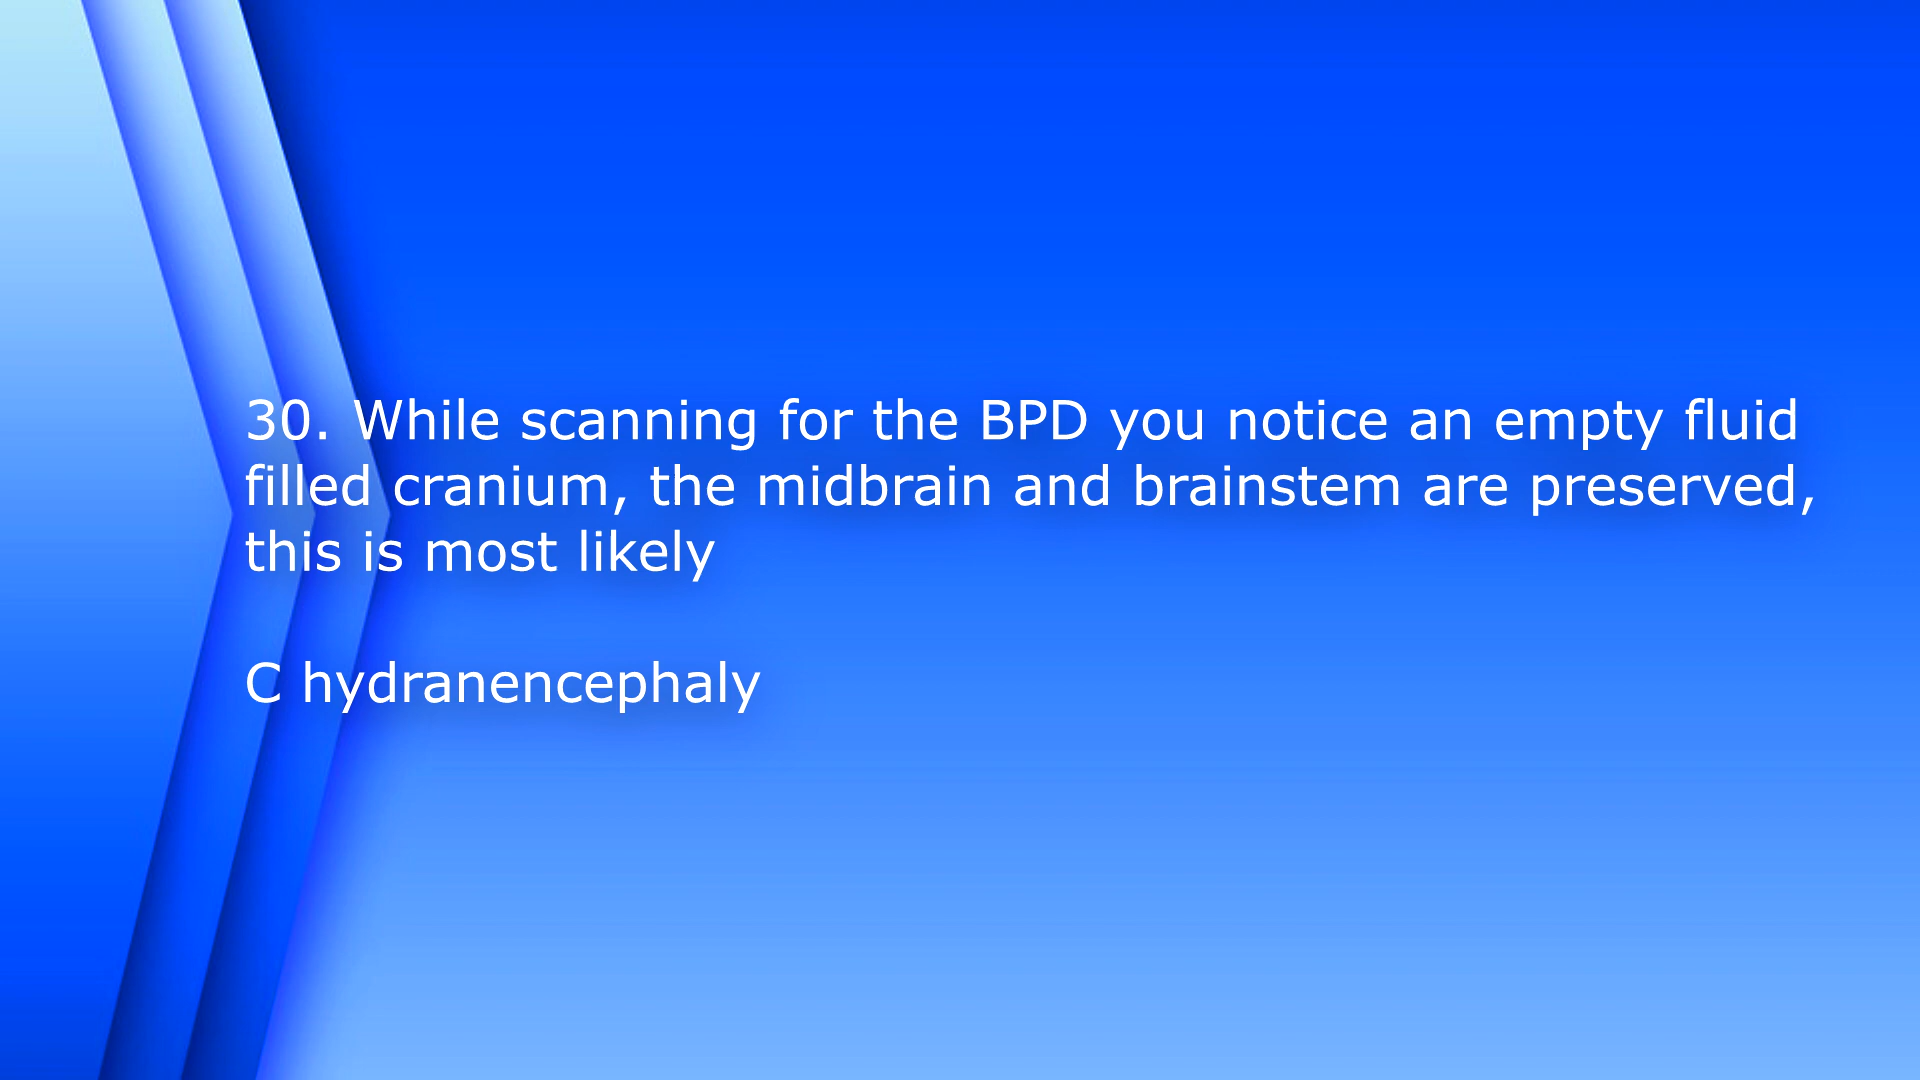 30. While scanning for the BPD you notice an empty fluid
filled cranium, the midbrain and brainstem are preserved,
this is most likely
C hydranencephaly